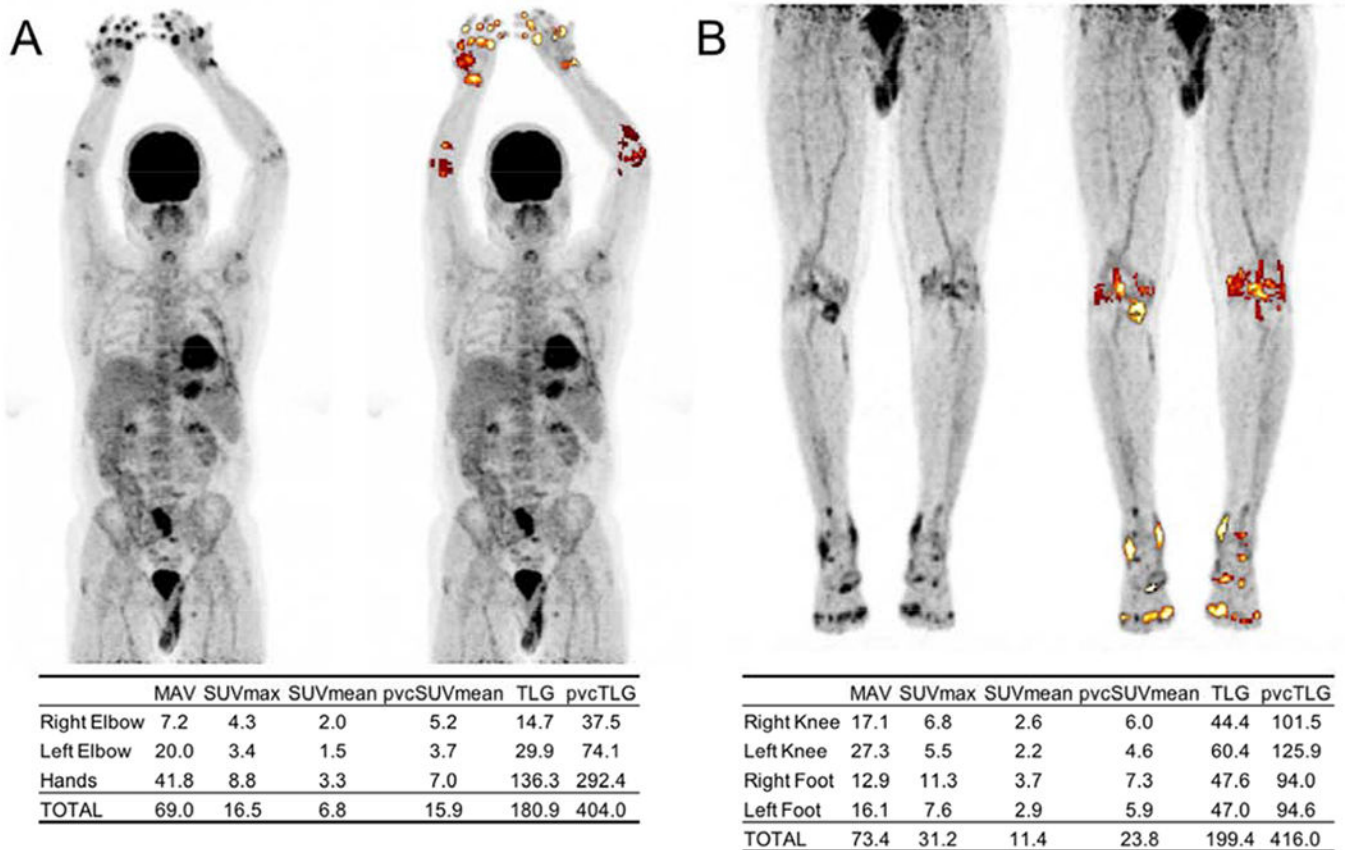 A
B
MAV SUVmax SUVmean pvcSUVmean TLG pvcTLG
Right Elbow 7.2 4.3 2.0 5.2 14.7 37.5
Left Elbow 20.0 3.4 1.5 3.7 29.9 74.1
Hands 41.8 8.8 3.3 7.0 136.3 292.4
TOTAL 69.0 16.5 6.8 15.9 180.9 404.0
MAV SUVmax SUVmean pvcSUVmean TLG pvcTLG
Right Knee 17.1 6.8 2.6 6.0 44.4 101.5
Left Knee 27.3 5.5 2.2 4.6 60.4 125.9
Right Foot 12.9 11.3 3.7 7.3 47.6 94.0
Left Foot 16.1 7.6 2.9 5.9 47.0 94.6
TOTAL 73.4 31.2 11.4 23.8 199.4 416.0